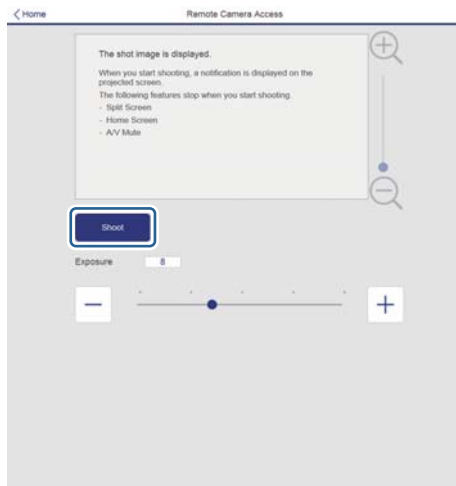 Home
Remote Camera Access
The shot image is displayed.
When you start shooting, a notification is displayed on the
projected screen.
The following features stop when you start shooting.
- Split Screen
- Home Screen
- A/V Mute
Shoot
Exposure 8